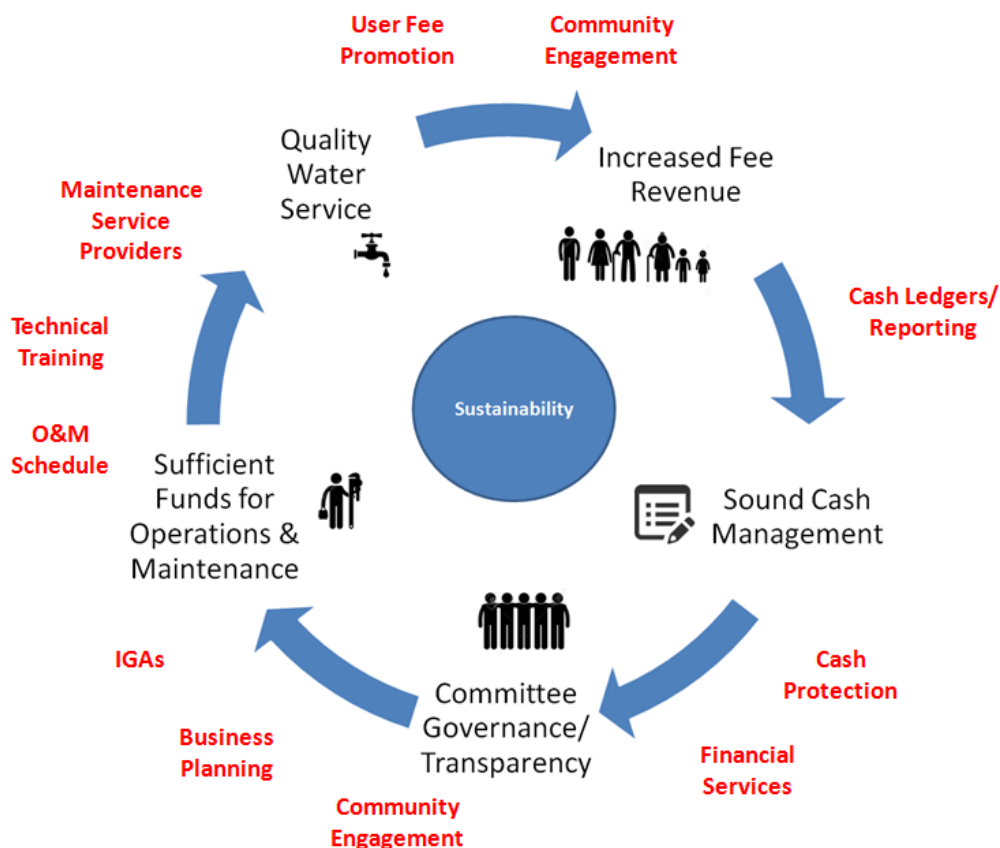 User Fee
Promotion
Community
Engagement
Quality
Water
Service
Increased Fee
Revenue
Maintenance
Service
Providers
Cash Ledgers/
Reporting
Technical
Training
Sustainability
O&M
Schedule
Sufficient
Funds for
Operations &
Maintenance
Sound Cash
Management
IGAs
Cash
Protection
Committee
Governance/
Transparency
Business
Planning
Financial
Services
Community
Engagement